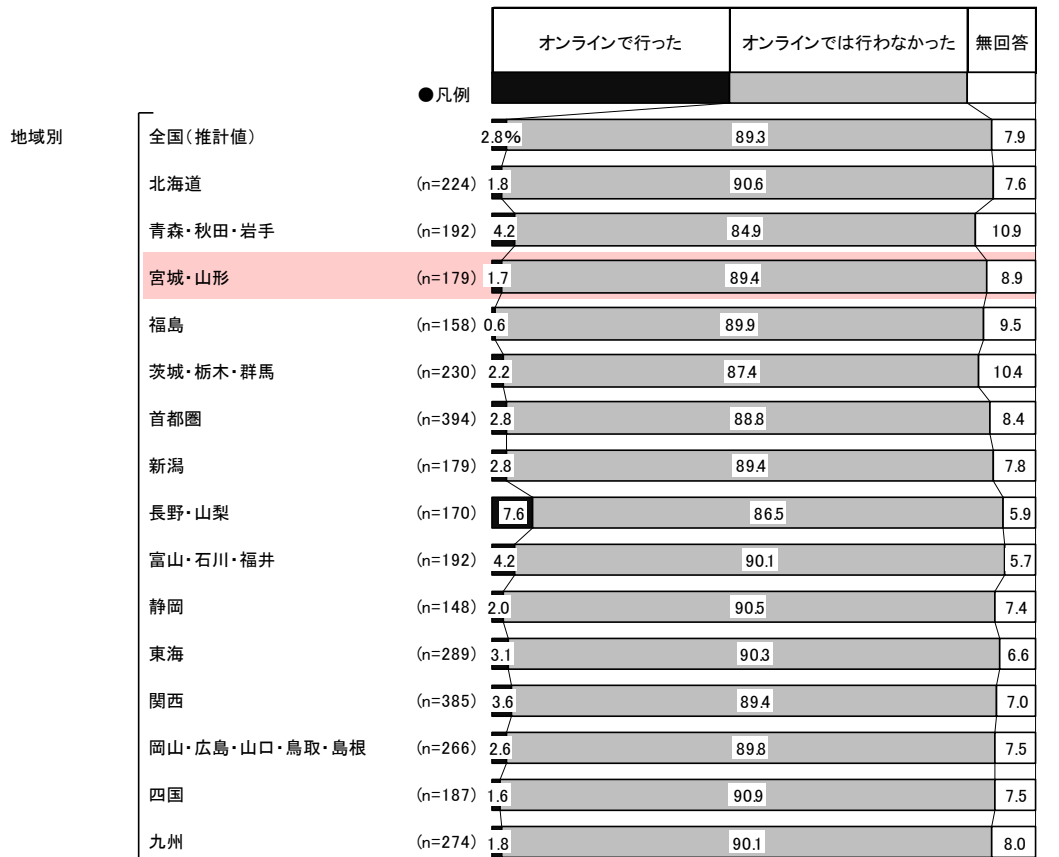 オンラインで行った オンラインでは行わなかった 無回答
●凡例
地域別 全国(推計値) 2.8% 89.3 7.9
北海道 (n=224) 1.8 90.6 7.6
青森・秋田・岩手 (n=192) 4.2 84.9 10.9
宮城・山形 (n=179) 1.7 89.4 8.9
福島 (n=158) 0.6 89.9 9.5
茨城・栃木・群馬 (n=230) 2.2 87.4 10.4
首都圏 (n=394) 2.8 88.8 8.4
新潟 (n=179) 2.8 89.4 7.8
長野・山梨 (n=170) 7.6 86.5 5.9
富山・石川・福井 (n=192) 4.2 90.1 5.7
静岡 (n=148) 2.0 90.5 7.4
東海 (n=289) 3.1 90.3 6.6
関西 (n=385) 3.6 89.4 7.0
岡山・広島・山口・鳥取・島根 (n=266) 2.6 89.8 7.5
四国 (n=187) 1.6 90.9 7.5
九州 (n=274) 1.8 90.1 8.0